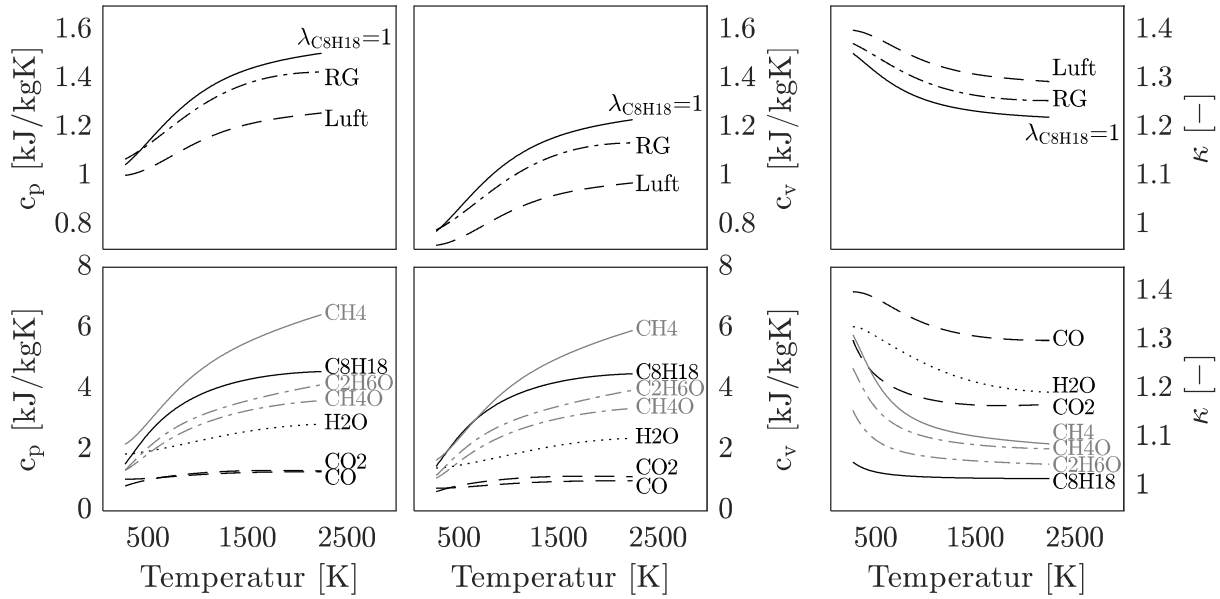 c_p [kJ/kgK]
1.6
1.4
1.2
1
0.8
λ_C8H18=1
RG
Luft
λ_C8H18=1
RG
Luft
1.6
1.4
1.2
1
0.8
c_v [kJ/kgK]
Luft
RG
λ_C8H18=1
1.4
1.3
1.2
1.1
1
κ [−]
c_p [kJ/kgK]
8
6
4
2
0
CH4
C8H18
C2H6O
CH4O
H2O
CO2
CO
500 1500 2500
Temperatur [K]
CH4
C8H18
C2H6O
CH4O
H2O
CO2
CO
8
6
4
2
0
c_v [kJ/kgK]
500 1500 2500
Temperatur [K]
CO
H2O
CO2
CH4
CH4O
C2H6O
C8H18
1.4
1.3
1.2
1.1
1
κ [−]
500 1500 2500
Temperatur [K]